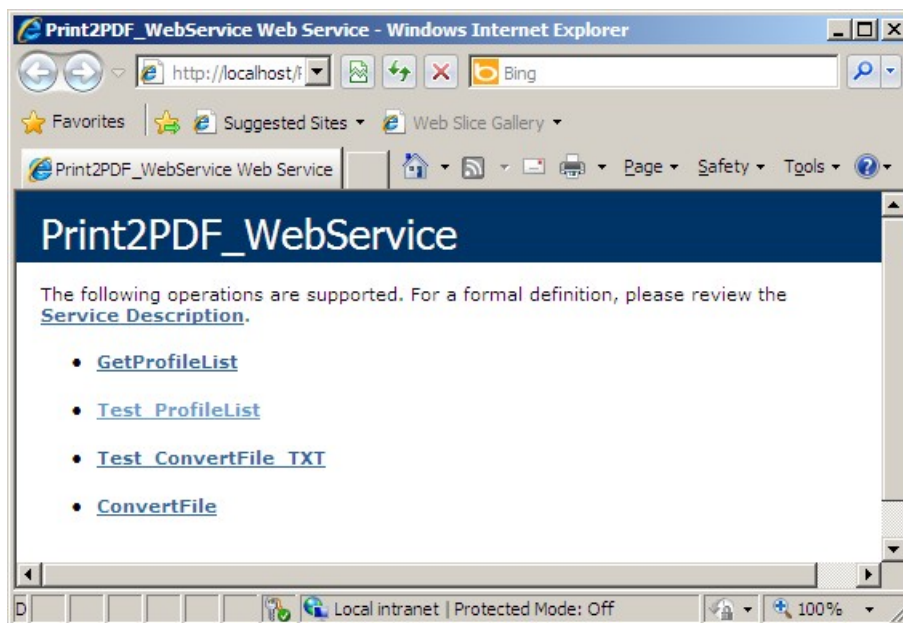 Print2PDF_WebService Web Service - Windows Internet Explorer
http://localhost/
Bing
Favorites
Suggested Sites
Web Slice Gallery
Print2PDF_WebService Web Service
Page
Safety
Tools
Print2PDF_WebService
The following operations are supported. For a formal definition, please review the
Service Description.
• GetProfileList
• Test_ProfileList
• Test_ConvertFile_TXT
• ConvertFile
D
Local intranet | Protected Mode: Off
100%